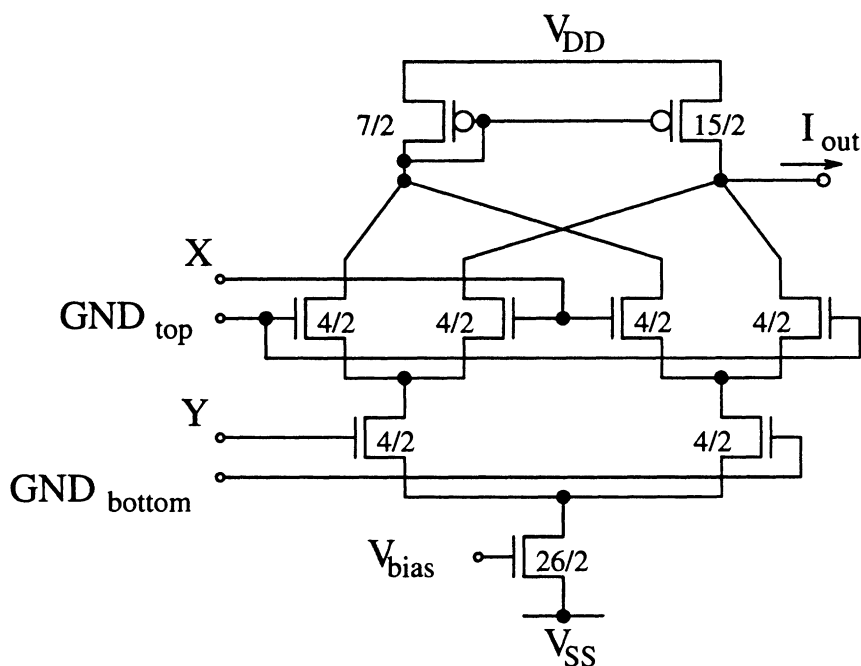 V_DD
7/2 15/2
I_out
X
GND_top 4/2 4/2 4/2 4/2
Y
4/2 4/2
GND_bottom
V_bias 26/2
V_SS